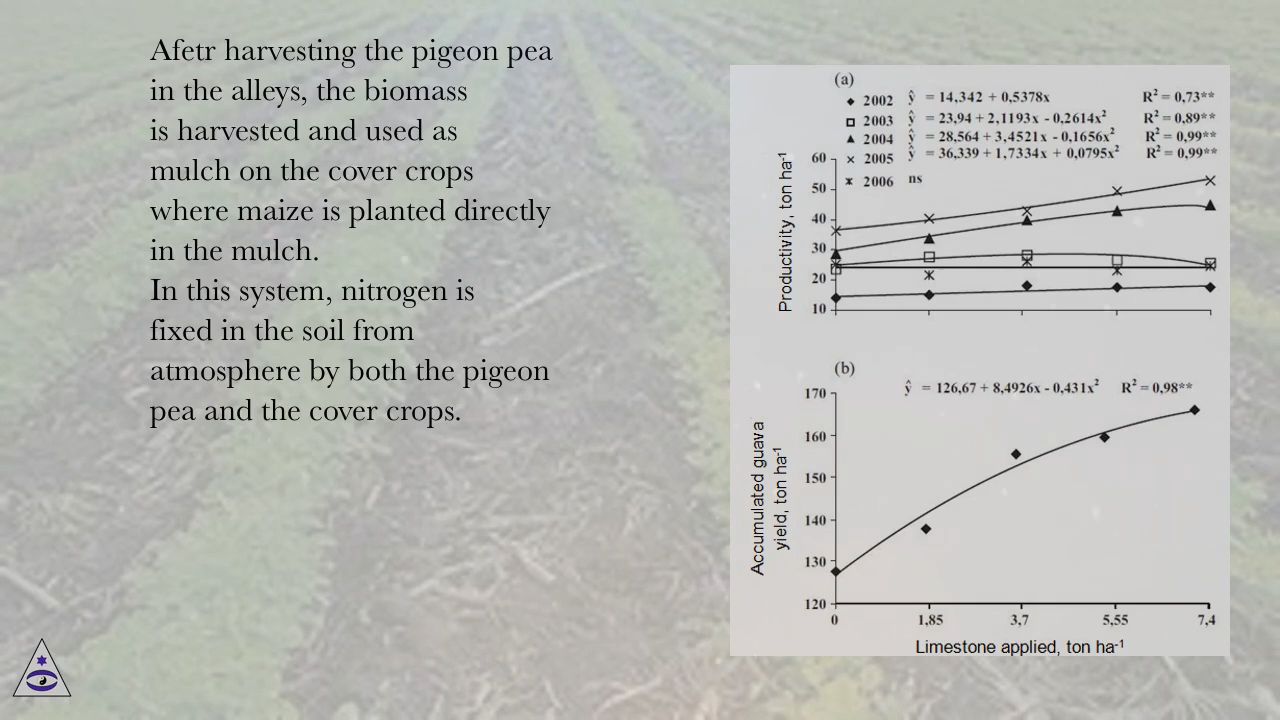 Afetr harvesting the pigeon pea
in the alleys, the biomass
is harvested and used as
mulch on the cover crops
where maize is planted directly
in the mulch.
In this system, nitrogen is
fixed in the soil from
atmosphere by both the pigeon
pea and the cover crops.
(a)
2002 ŷ = 14,342 + 0,5378x R² = 0,73**
2003 ŷ = 23,94 + 2,1193x - 0,2614x² R² = 0,89**
2004 ŷ = 28,564 + 3,4521x - 0,1656x² R² = 0,99**
2005 ŷ = 36,339 + 1,7334x + 0,0795x² R² = 0,99**
2006 ns
Productivity, ton ha⁻¹
60
50
40
30
20
10
(b)
ŷ = 126,67 + 8,4926x - 0,431x² R² = 0,98**
Accumulated guava
yield, ton ha⁻¹
170
160
150
140
130
120
0 1,85 3,7 5,55 7,4
Limestone applied, ton ha⁻¹